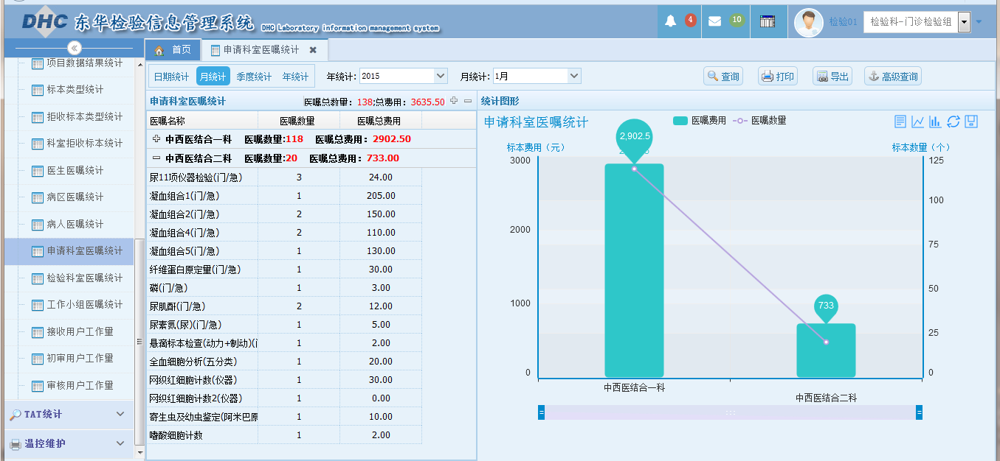 DHC 东华检验信息管理系统 DHC Laboratory information management system
4
10
检验01
检验科-门诊检验组
首页
申请科室医嘱统计
项目数据结果统计
标本类型统计
拒收标本类型统计
科室拒收标本统计
医生医嘱统计
病区医嘱统计
病人医嘱统计
申请科室医嘱统计
检验科室医嘱统计
工作小组医嘱统计
接收用户工作量
初审用户工作量
审核用户工作量
TAT统计
温控维护
日期统计 月统计 季度统计 年统计 年统计: 2015 月统计: 1月
查询 打印 导出 高级查询
申请科室医嘱统计 医嘱总数量: 138;总费用: 3635.50
医嘱名称 医嘱数量 医嘱总费用
中西医结合一科 医嘱数量:118 医嘱总费用: 2902.50
中西医结合二科 医嘱数量:20 医嘱总费用: 733.00
尿11项仪器检验(门/急) 3 24.00
凝血组合1(门/急) 1 205.00
凝血组合2(门/急) 2 150.00
凝血组合4(门/急) 2 110.00
凝血组合5(门/急) 1 130.00
纤维蛋白原定量(门/急) 1 30.00
磷(门/急) 1 3.00
尿肌酐(门/急) 2 12.00
尿素氮(尿)(门/急) 1 5.00
悬滴标本检查(动力+制动)(门 1 2.00
全血细胞分析(五分类) 1 20.00
网织红细胞计数(仪器) 1 30.00
网织红细胞计数2(仪器) 1 0.00
寄生虫及幼虫鉴定(阿米巴原 1 10.00
嗜酸细胞计数 1 2.00
统计图形
申请科室医嘱统计
医嘱费用 医嘱数量
标本费用（元） 标本数量（个）
3000
2000
1000
0
125
100
75
50
25
0
2,902.5
733
中西医结合一科
中西医结合二科